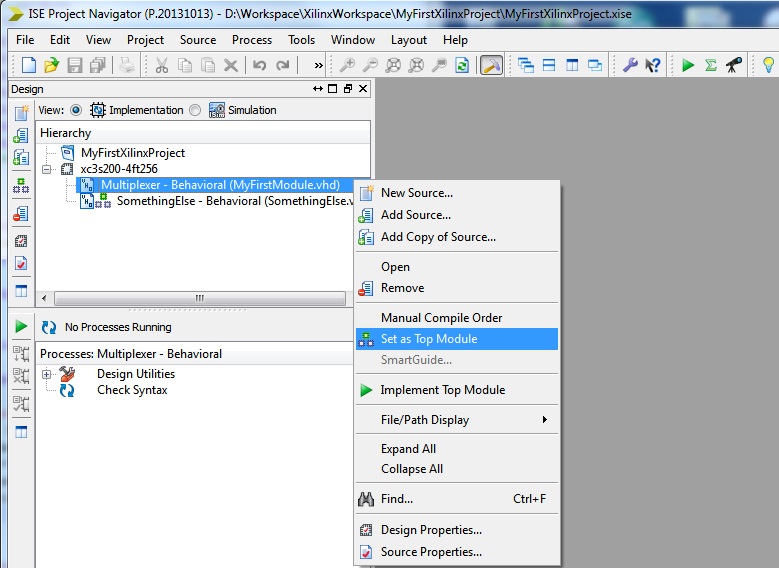 ISE Project Navigator (P.20131013) - D:\Workspace\XilinxWorkspace\MyFirstXilinxProject\MyFirstXilinxProject.xise
File Edit View Project Source Process Tools Window Layout Help
»
Design
View: Implementation Simulation
Hierarchy
MyFirstXilinxProject
xc3s200-4ft256
Multiplexer - Behavioral (MyFirstModule.vhd)
SomethingElse - Behavioral (SomethingElse.v
No Processes Running
Processes: Multiplexer - Behavioral
Design Utilities
Check Syntax
New Source...
Add Source...
Add Copy of Source...
Open
Remove
Manual Compile Order
Set as Top Module
SmartGuide...
Implement Top Module
File/Path Display
Expand All
Collapse All
Find... Ctrl+F
Design Properties...
Source Properties...